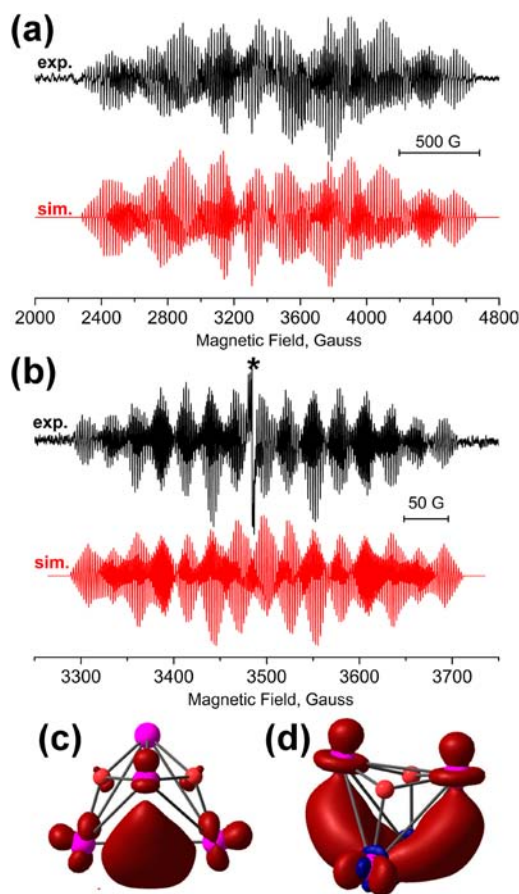 (a)
exp.
500 G
sim.
2000 2400 2800 3200 3600 4000 4400 4800
Magnetic Field, Gauss
(b)
*
exp.
50 G
sim.
3300 3400 3500 3600 3700
Magnetic Field, Gauss
(c) (d)